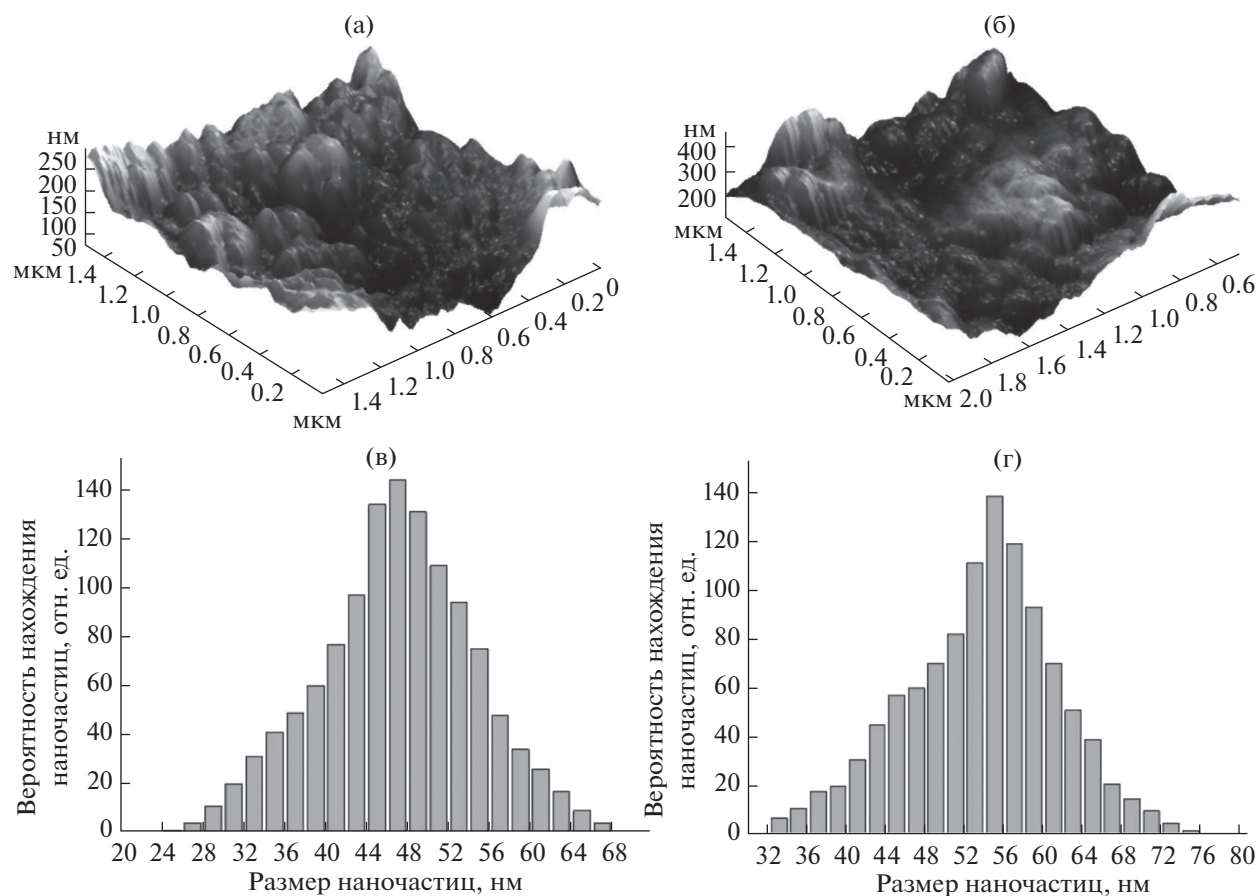 (а)
нм
250
200
150
100
50
мкм 1.4
1.2
1.0
0.8
0.6
0.4
0.2
мкм
1.4
1.2
1.0
0.8
0.6
0.4
0.2
0
(б)
нм
400
300
200
мкм
1.4
1.2
1.0
0.8
0.6
0.4
0.2
мкм 2.0
1.8
1.6
1.4
1.2
1.0
0.8
0.6
(в)
Вероятность нахождения
наночастиц, отн. ед.
140
120
100
80
60
40
20
0
20 24 28 32 36 40 44 48 52 56 60 64 68
Размер наночастиц, нм
(г)
Вероятность нахождения
наночастиц, отн. ед.
140
120
100
80
60
40
20
0
32 36 40 44 48 52 56 60 64 68 72 76 80
Размер наночастиц, нм